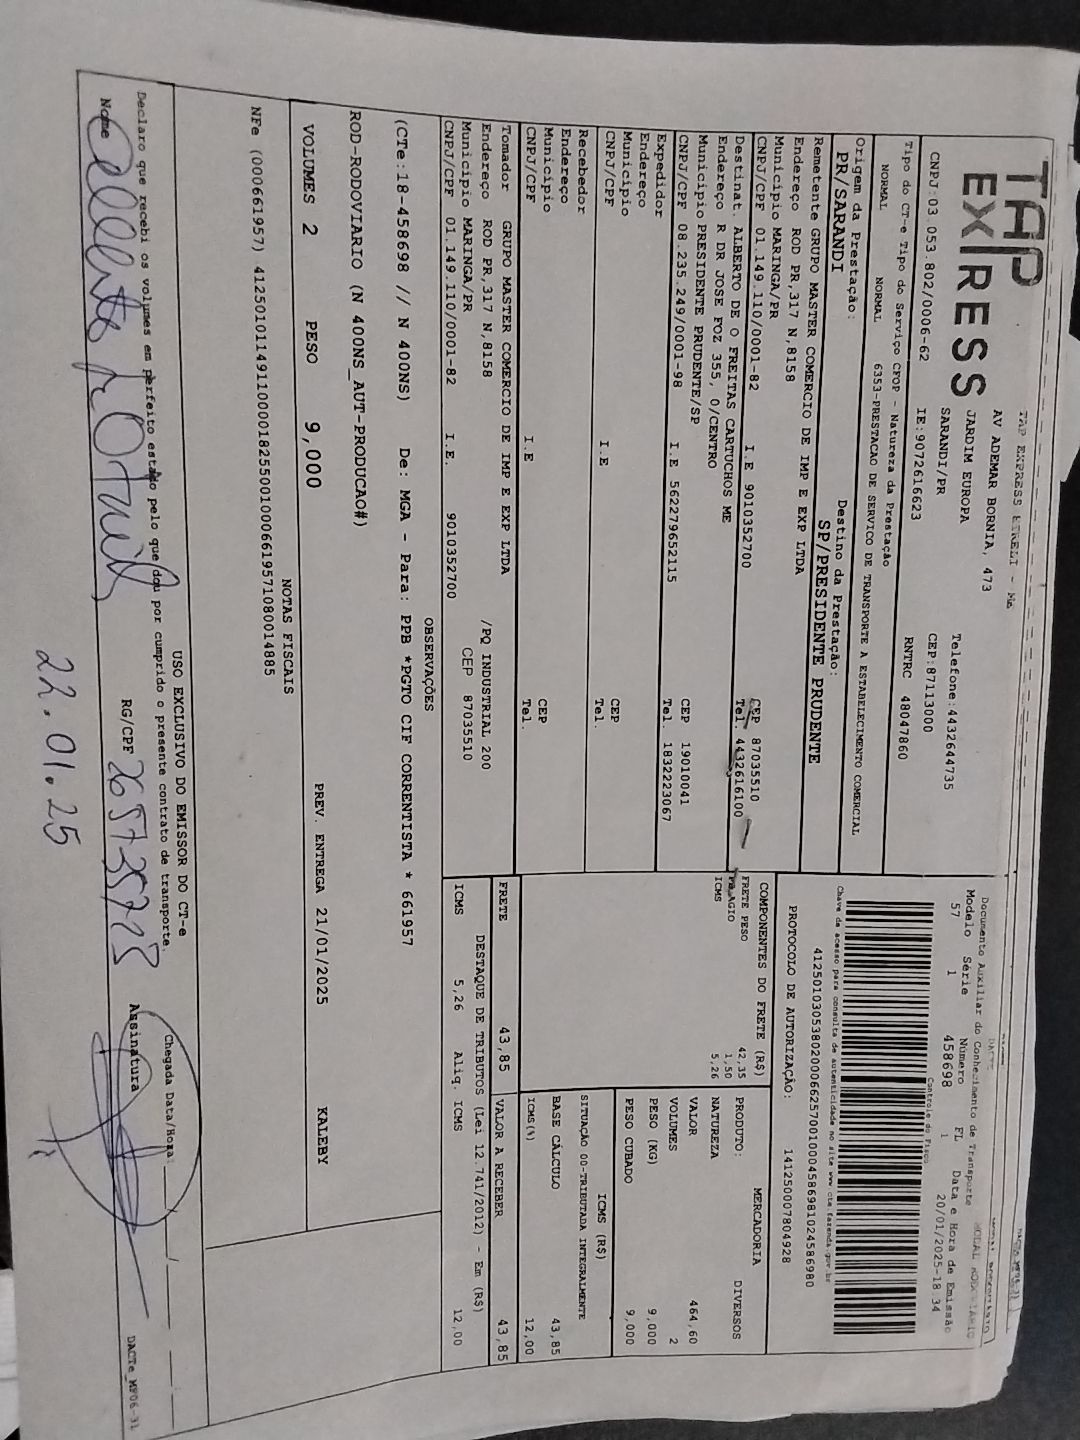 TAP EXPRESS
TAP EXPRESS EIRELI - Me
AV ADEMAR BORNIA, 473
JARDIM EUROPA
SARANDI/PR
Telefone:4432644735
CEP:87113000
CNPJ:03.053.802/0006-62 IE:9072616623 RNTRC 48047860
Tipo do CT-e Tipo do Serviço CFOP - Natureza da Prestação
NORMAL NORMAL 6353-PRESTACAO DE SERVICO DE TRANSPORTE A ESTABELECIMENTO COMERCIAL
Origem da Prestação: Destino da Prestação:
PR/SARANDI SP/PRESIDENTE PRUDENTE
Remetente GRUPO MASTER COMERCIO DE IMP E EXP LTDA
Endereço ROD PR,317 N,8158
Municipio MARINGA/PR CEP 87035510
CNPJ/CPF 01.149.110/0001-82 I.E 9010352700 Tel. 4432616100
Destinat. ALBERTO DE O FREITAS CARTUCHOS ME
Endereço R DR JOSE FOZ 355, 0/CENTRO
Municipio PRESIDENTE PRUDENTE/SP CEP 19010041
CNPJ/CPF 08.235.249/0001-98 I.E 562279652115 Tel. 1832223067
Expedidor
Endereço
Municipio CEP
CNPJ/CPF I.E Tel.
Recebedor
Endereço
Municipio CEP
CNPJ/CPF I.E Tel.
Tomador GRUPO MASTER COMERCIO DE IMP E EXP LTDA
Endereço ROD PR,317 N,8158 /PQ INDUSTRIAL 200
Municipio MARINGA/PR CEP 87035510
CNPJ/CPF 01.149.110/0001-82 I.E. 9010352700
Documento Auxiliar do Conhecimento de Transporte
Modelo Série Número FL Data e Hora de Emissão
57 1 458698 1 20/01/2025-18 34
Controle do Fisco
Chave de acesso para consulta de autenticidade no site www.cte.fazenda.gov.br
41250103053802000662570010004586981024586980
PROTOCOLO DE AUTORIZAÇÃO: 141250007804928
COMPONENTES DO FRETE (R$)
FRETE PESO 42,35
PEDAGIO 1,50
ICMS 5,26
MERCADORIA
PRODUTO: DIVERSOS
NATUREZA
VALOR 464,60
VOLUMES 2
PESO (KG) 9,000
PESO CUBADO 9,000
ICMS (R$)
SITUAÇÃO 00-TRIBUTADA INTEGRALMENTE
BASE CÁLCULO 43,85
ICMS(%) 12,00
FRETE 43,85 VALOR A RECEBER 43,85
DESTAQUE DE TRIBUTOS (Lei 12.741/2012) - Em (R$)
ICMS 5,26 Aliq. ICMS 12,00
OBSERVAÇÕES
(CTe:18-458698 // N 400NS) De: MGA - Para: PPB *PGTO CIF CORRENTISTA * 661957
ROD-RODOVIARIO (N 400NS_AUT-PRODUCAO#)
VOLUMES 2 PESO 9,000 PREV. ENTREGA 21/01/2025 KALEBY
NOTAS FISCAIS
NFe (000661957) 41250101149110000182550010006619571080014885
USO EXCLUSIVO DO EMISSOR DO CT-e
Declaro que recebi os volumes em perfeito estado pelo que dou por cumprido o presente contrato de transporte.
Chegada Data/Hora:
Nome RG/CPF Assinatura
DACTe_MF06-31
22.01.25